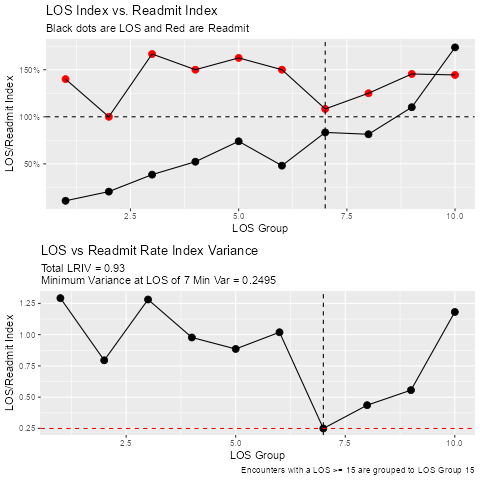 LOS Index vs. Readmit Index
Black dots are LOS and Red are Readmit
150%
100%
50%
LOS/Readmit Index
2.5
5.0
7.5
10.0
LOS Group
LOS vs Readmit Rate Index Variance
Total LRIV = 0.93
Minimum Variance at LOS of 7 Min Var = 0.2495
1.25
1.00
0.75
0.50
0.25
LOS/Readmit Index
2.5
5.0
7.5
10.0
LOS Group
Encounters with a LOS >= 15 are grouped to LOS Group 15